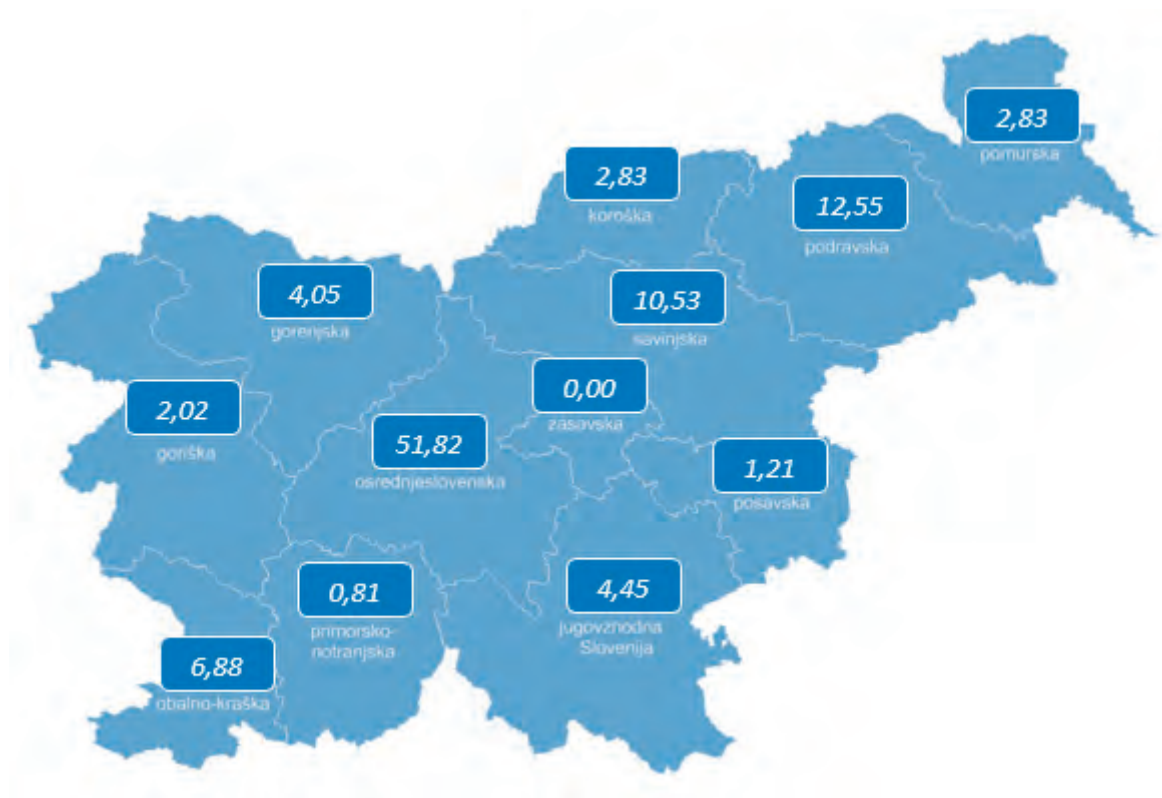 2,83
pomurska
2,83
koroška
12,55
podravska
4,05
gorenjska
10,53
savinjska
0,00
zasavska
2,02
goriška
51,82
osrednjeslovenska
1,21
posavska
0,81
primorsko-
notranjska
4,45
jugovzhodna
Slovenija
6,88
obalno-kraška